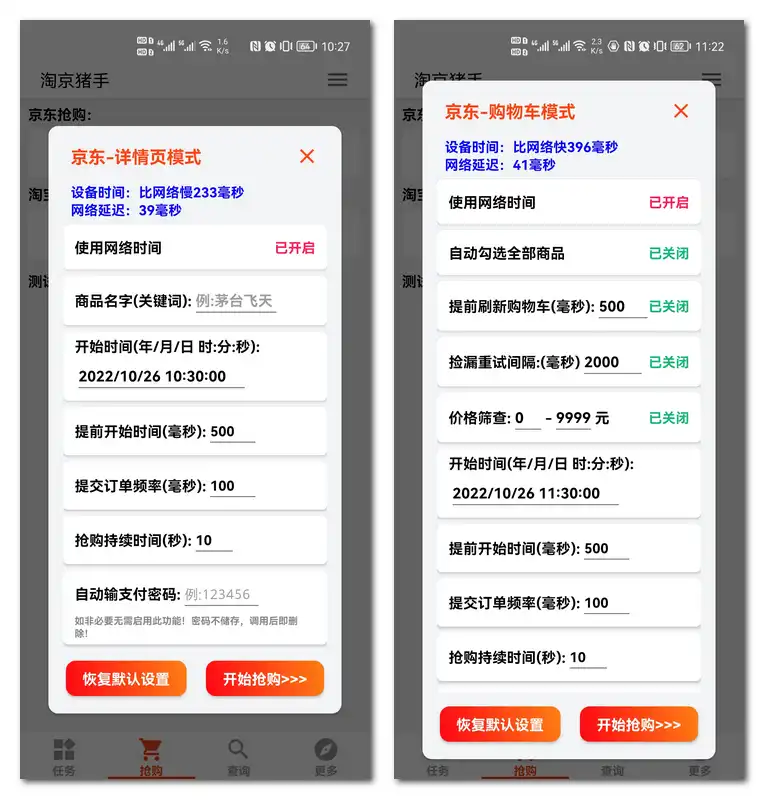 HD 1 4G 5G 1.6 K/s 64 10:27
HD 2
淘京猪手
京东抢购:
京东-详情页模式
设备时间：比网络慢233毫秒
网络延迟：39毫秒
淘宝
使用网络时间 已开启
测试
商品名字(关键词): 例:茅台飞天
开始时间(年/月/日 时:分:秒):
2022/10/26 10:30:00
提前开始时间(毫秒): 500
提交订单频率(毫秒): 100
抢购持续时间(秒): 10
自动输支付密码: 例:123456
如非必要无需启用此功能！密码不储存，调用后即删
除！
恢复默认设置 开始抢购>>>
任务 抢购 查询 更多
HD 1 4G 5G 2.3 K/s 62 11:22
HD 2
淘京猪手
京东-购物车模式
设备时间：比网络快396毫秒
网络延迟：41毫秒
使用网络时间 已开启
自动勾选全部商品 已关闭
提前刷新购物车(毫秒): 500 已关闭
捡漏重试间隔:(毫秒) 2000 已关闭
价格筛查: 0 - 9999 元 已关闭
开始时间(年/月/日 时:分:秒):
2022/10/26 11:30:00
提前开始时间(毫秒): 500
提交订单频率(毫秒): 100
抢购持续时间(秒): 10
恢复默认设置 开始抢购>>>
任务 抢购 查询 更多